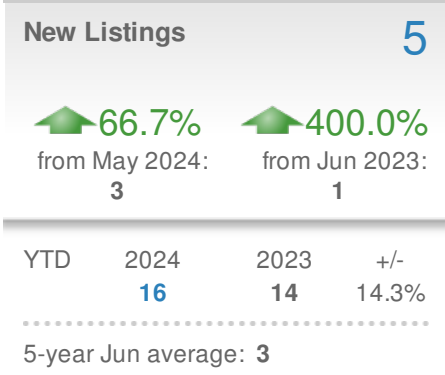 New Listings 5
66.7% 400.0%
from May 2024: from Jun 2023:
3 1
YTD 2024 2023 +/-
16 14 14.3%
5-year Jun average: 3